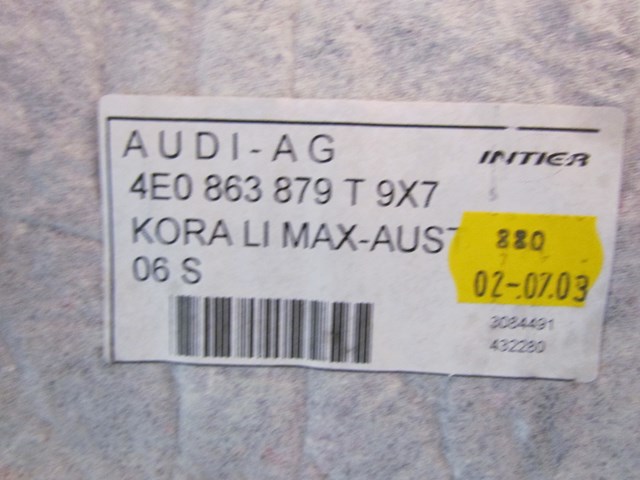 AUDI-AG
INTIER
4E0 863 879 T 9X7
KORA LI MAX-AUST
880
06 S
02-.07.03
3084491
432280